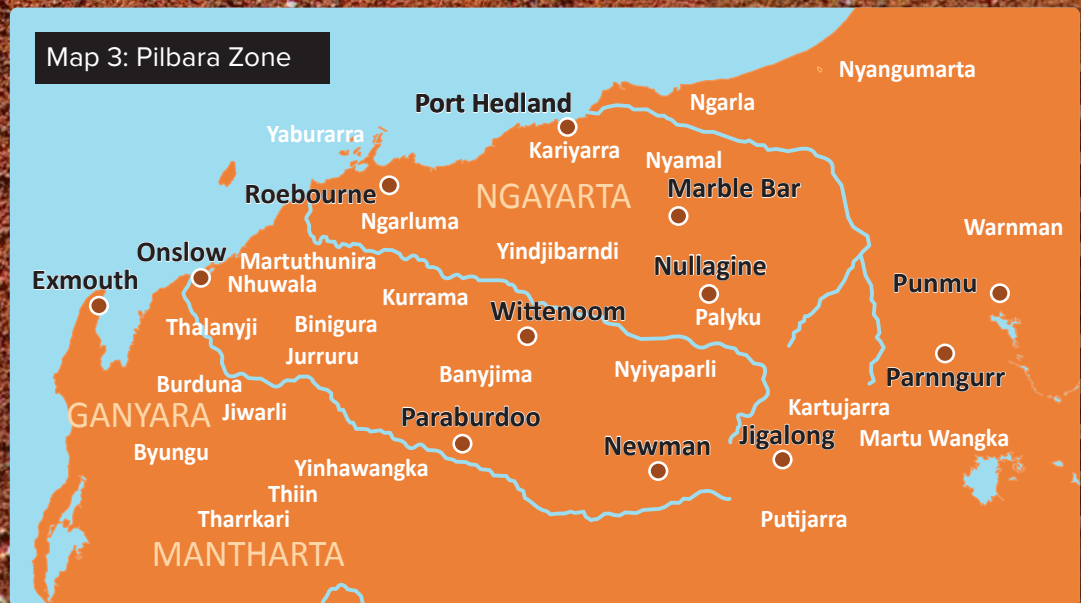 Map 3: Pilbara Zone
Nyangumarta
Port Hedland
Ngarla
Yaburarra
Kariyarra
Nyamal
Roebourne
NGAYARTA
Marble Bar
Ngarluma
Warnman
Onslow
Martuthunira
Yindjibarndi
Exmouth
Nhuwala
Nullagine
Punmu
Kurrama
Wittenoom
Palyku
Thalanyji
Binigura
Jurruru
Banyjima
Nyiyaparli
Parnngurr
Burduna
GANYARA
Jiwarli
Paraburdoo
Kartujarra
Byungu
Newman
Jigalong
Martu Wangka
Yinhawangka
Thiin
Tharrkari
Putijarra
MANTHARTA